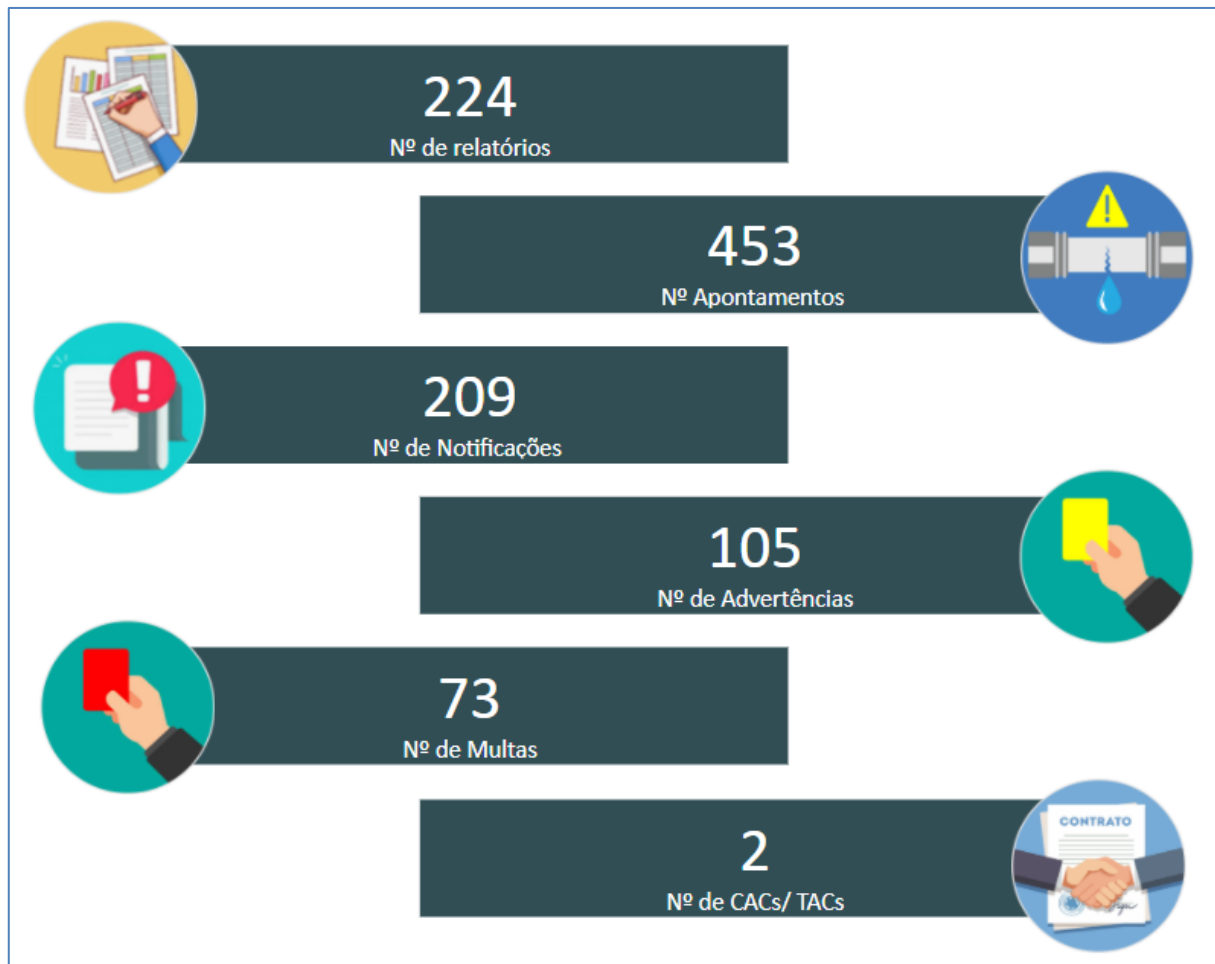 224
Nº de relatórios
453
Nº Apontamentos
209
Nº de Notificações
105
Nº de Advertências
73
Nº de Multas
2
Nº de CACs/ TACs
CONTRATO